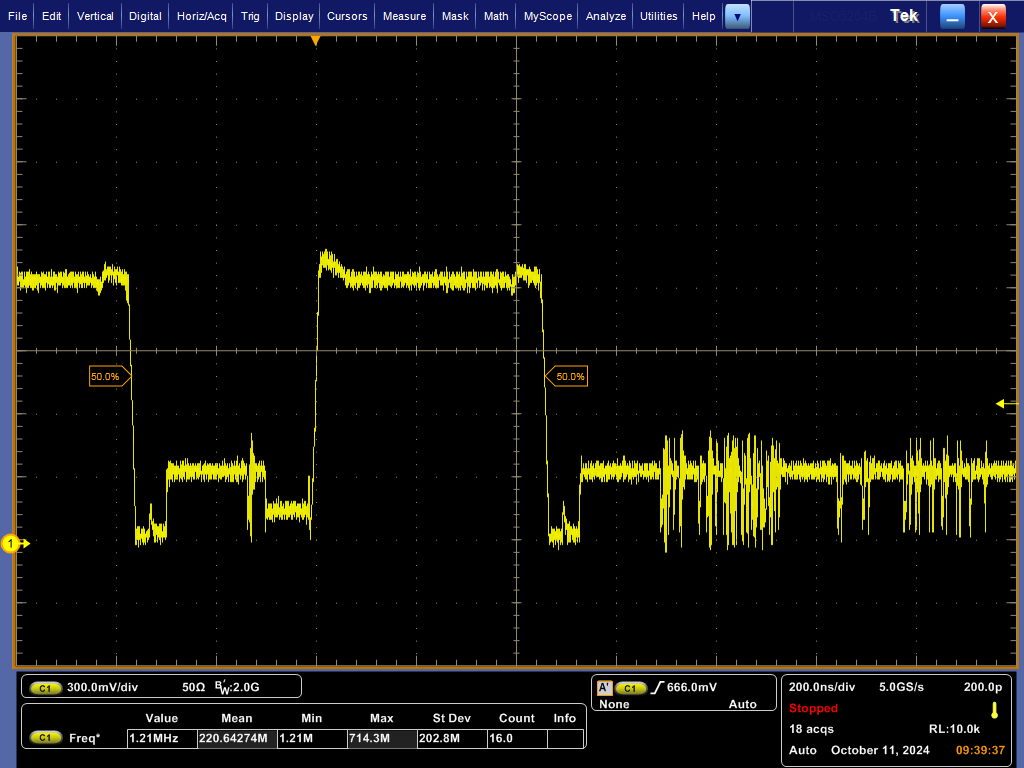 File Edit Vertical Digital Horiz/Acq Trig Display Cursors Measure Mask Math MyScope Analyze Utilities Help Tek X
50.0% 50.0%
1
C1 300.0mV/div 50Ω BW:2.0G
Value Mean Min Max St Dev Count Info
C1 Freq* 1.21MHz 220.64274M 1.21M 714.3M 202.8M 16.0
A' C1 666.0mV
None Auto
200.0ns/div 5.0GS/s 200.0p
Stopped
18 acqs RL:10.0k
Auto October 11, 2024 09:39:37